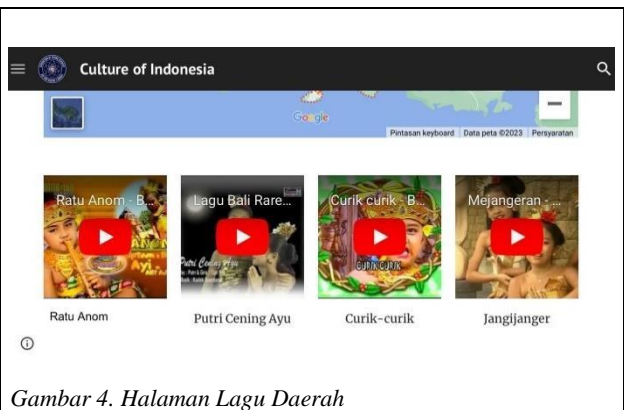 Culture of Indonesia
Google
Pintasan keyboard Data peta ©2023 Persyaratan
Ratu Anom - B... Lagu Bali Rare... Curik curik - B... Mejangeran - ...
Putri Cening Ayu
CURIK CURIK
Ratu Anom Putri Cening Ayu Curik-curik Jangijanger
Gambar 4. Halaman Lagu Daerah